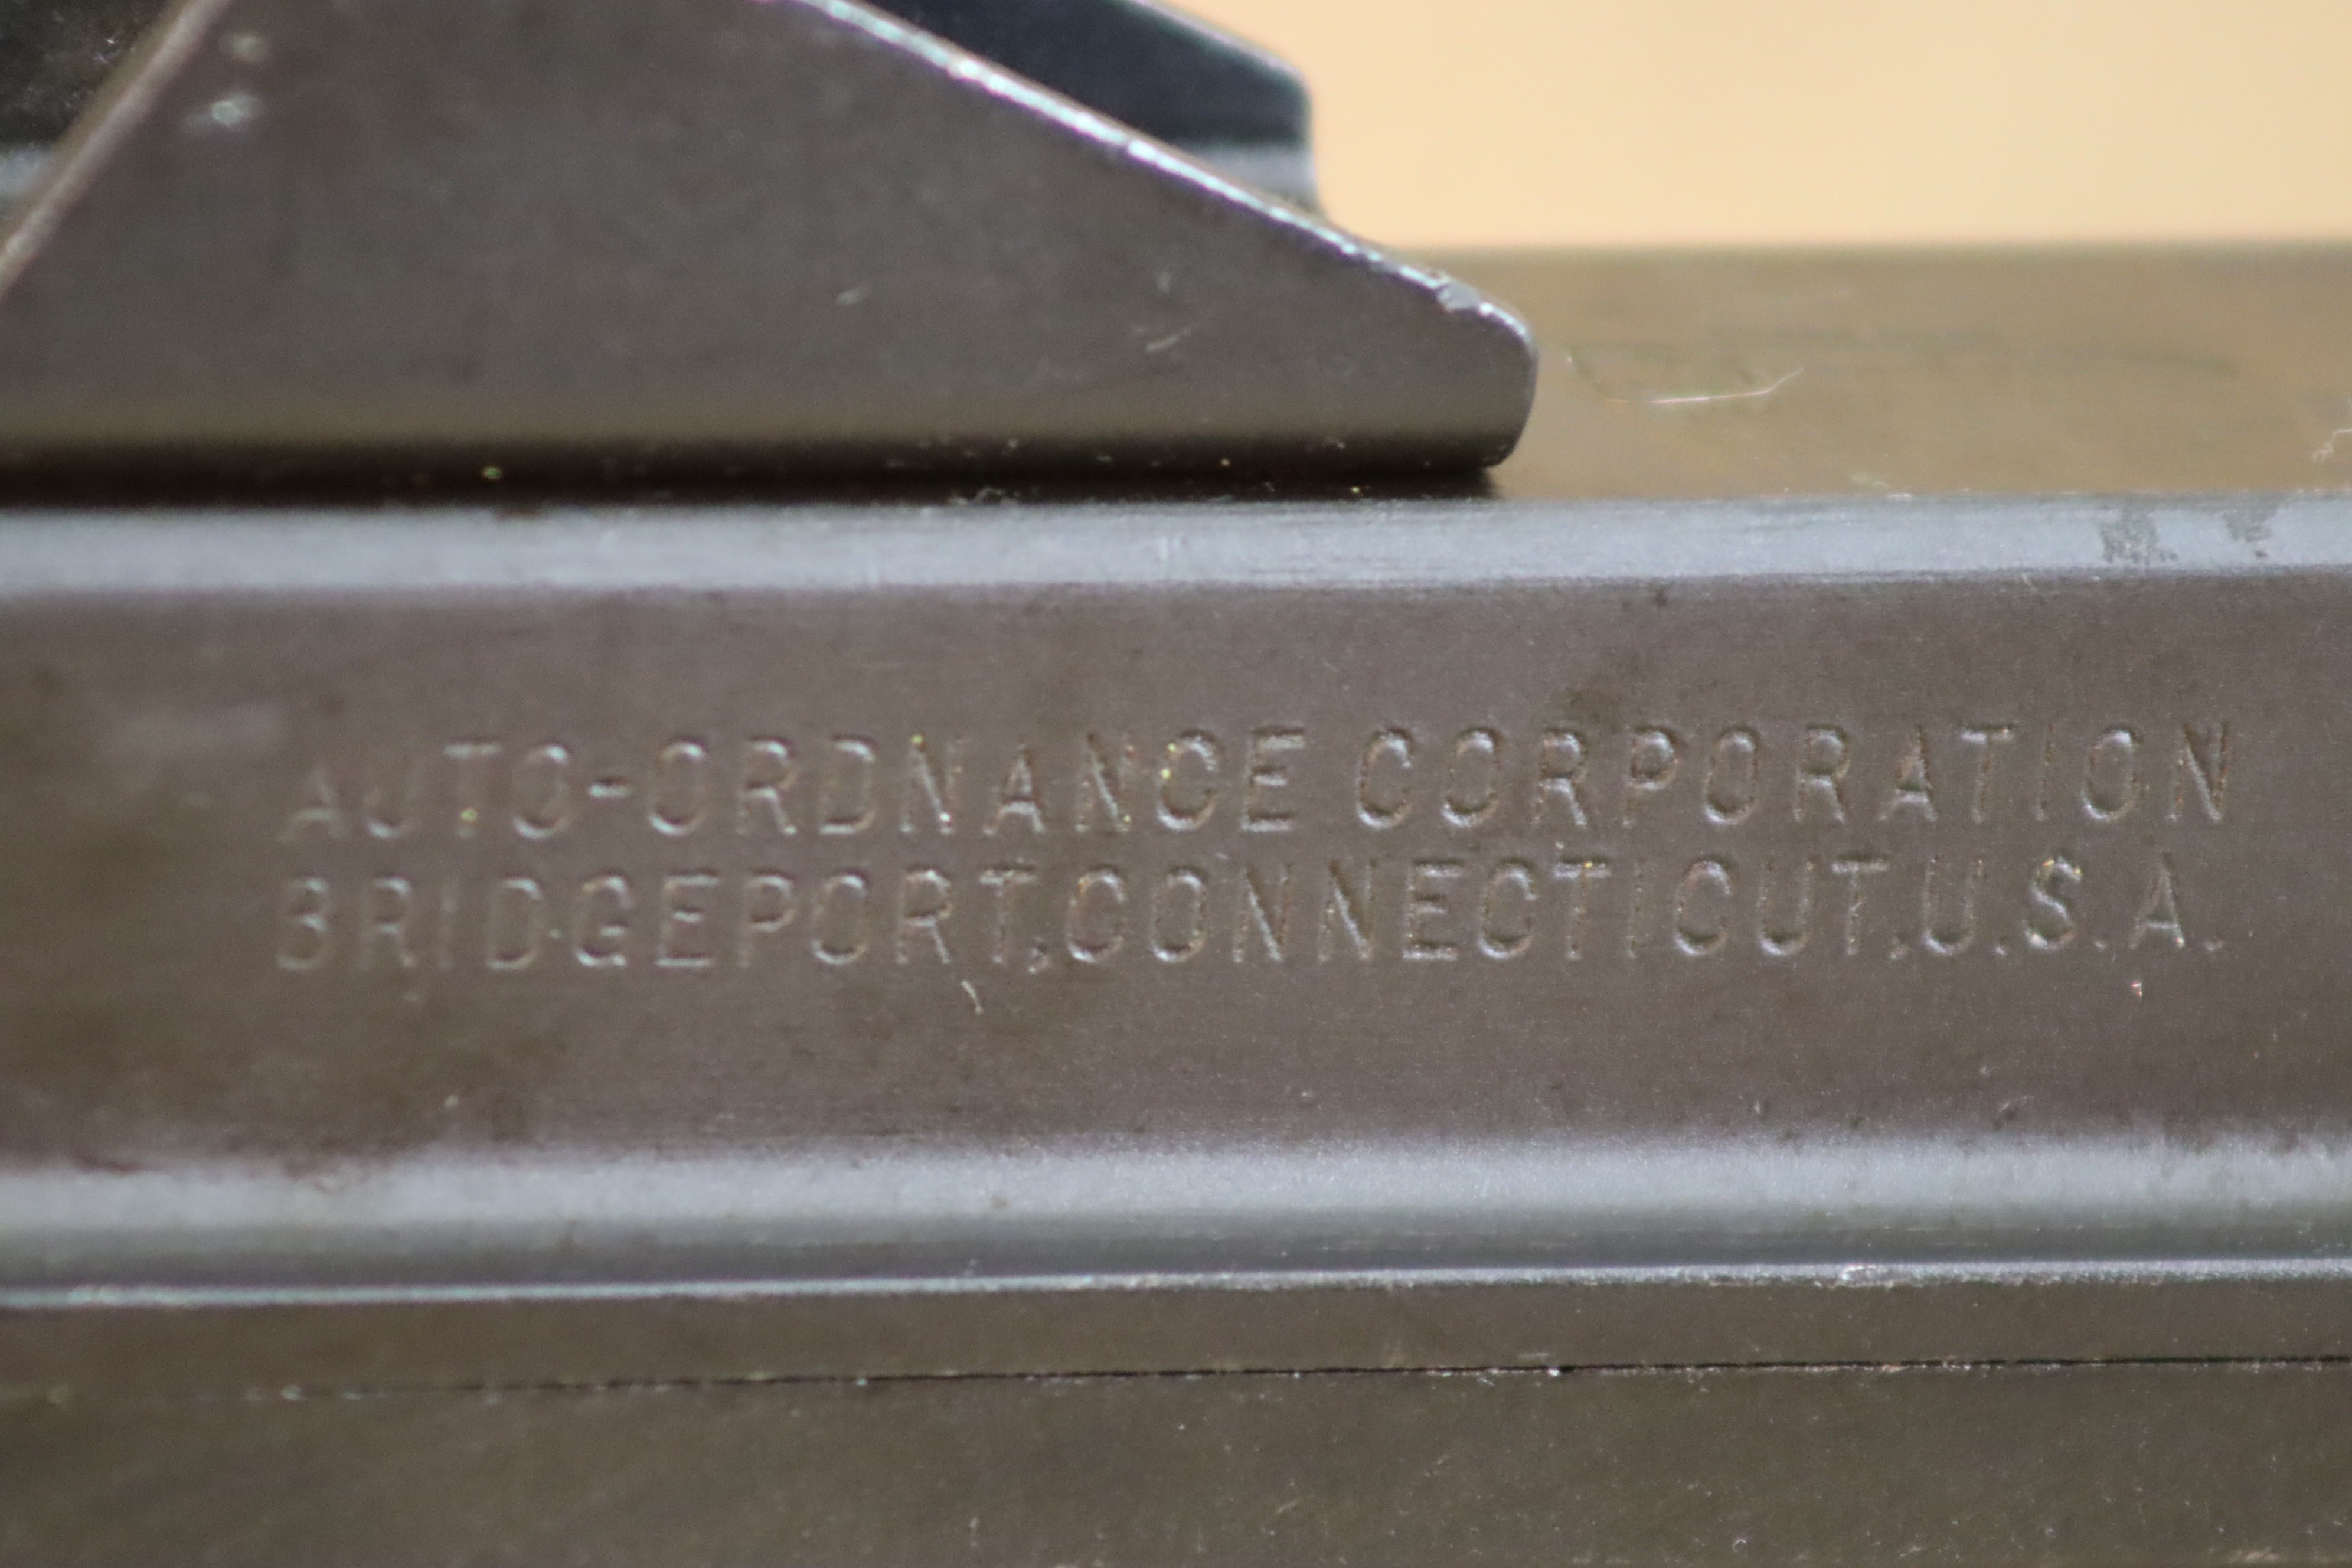 AUTO-ORDNANCE CORPORATION
BRIDGEPORT, CONNECTICUT, U.S.A.